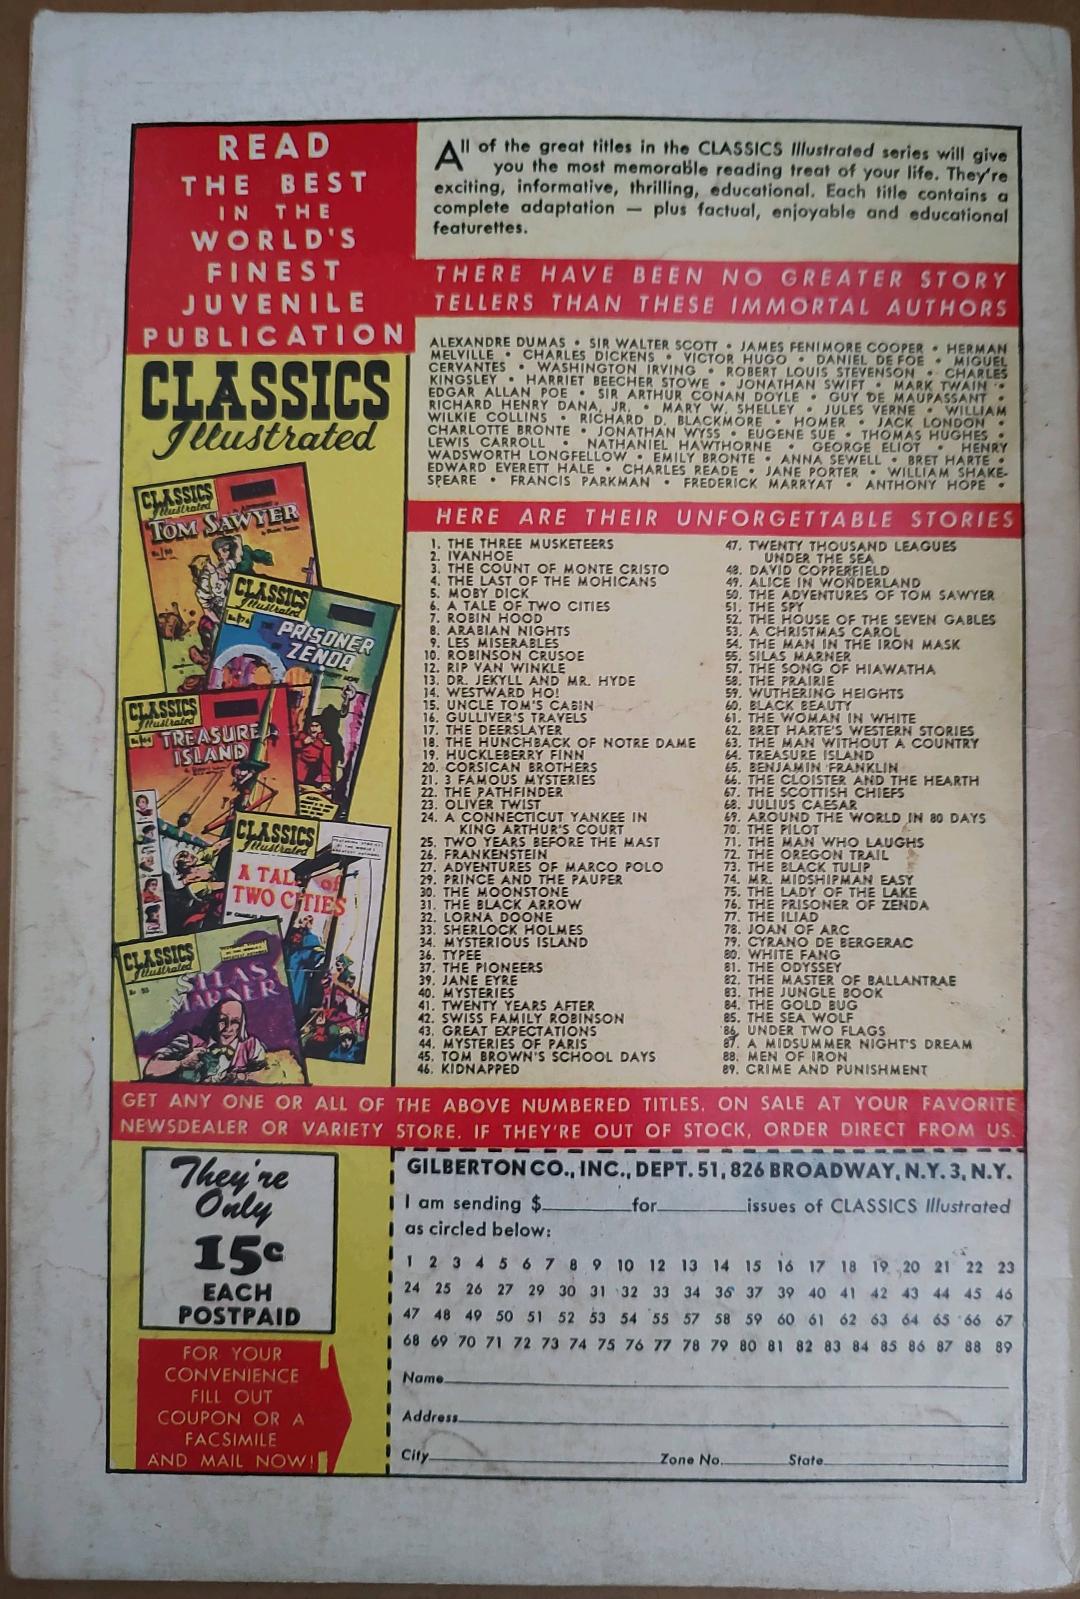 READ
THE BEST
IN THE
WORLD'S
FINEST
JUVENILE
PUBLICATION
CLASSICS
Illustrated
CLASSICS
Illustrated
TOM SAWYER
CLASSICS
Illustrated
THE
PRISONER
OF
ZENDA
CLASSICS
Illustrated
TREASURE
ISLAND
CLASSICS
Illustrated
A TALE of
TWO CITIES
CLASSICS
Illustrated
No 55
SILAS
MARNER
All of the great titles in the CLASSICS Illustrated series will give
you the most memorable reading treat of your life. They're
exciting, informative, thrilling, educational. Each title contains a
complete adaptation — plus factual, enjoyable and educational
featurettes.
THERE HAVE BEEN NO GREATER STORY
TELLERS THAN THESE IMMORTAL AUTHORS
ALEXANDRE DUMAS • SIR WALTER SCOTT • JAMES FENIMORE COOPER • HERMAN
MELVILLE • CHARLES DICKENS • VICTOR HUGO • DANIEL DE FOE • MIGUEL
CERVANTES • WASHINGTON IRVING • ROBERT LOUIS STEVENSON • CHARLES
KINGSLEY • HARRIET BEECHER STOWE • JONATHAN SWIFT • MARK TWAIN •
EDGAR ALLAN POE • SIR ARTHUR CONAN DOYLE • GUY DE MAUPASSANT •
RICHARD HENRY DANA, JR. • MARY W. SHELLEY • JULES VERNE • WILLIAM
WILKIE COLLINS • RICHARD D. BLACKMORE • HOMER • JACK LONDON •
CHARLOTTE BRONTE • JONATHAN WYSS • EUGENE SUE • THOMAS HUGHES •
LEWIS CARROLL • NATHANIEL HAWTHORNE • GEORGE ELIOT • HENRY
WADSWORTH LONGFELLOW • EMILY BRONTE • ANNA SEWELL • BRET HARTE •
EDWARD EVERETT HALE • CHARLES READE • JANE PORTER • WILLIAM SHAKE-
SPEARE • FRANCIS PARKMAN • FREDERICK MARRYAT • ANTHONY HOPE •
HERE ARE THEIR UNFORGETTABLE STORIES
1. THE THREE MUSKETEERS
2. IVANHOE
3. THE COUNT OF MONTE CRISTO
4. THE LAST OF THE MOHICANS
5. MOBY DICK
6. A TALE OF TWO CITIES
7. ROBIN HOOD
8. ARABIAN NIGHTS
9. LES MISERABLES
10. ROBINSON CRUSOE
12. RIP VAN WINKLE
13. DR. JEKYLL AND MR. HYDE
14. WESTWARD HO!
15. UNCLE TOM'S CABIN
16. GULLIVER'S TRAVELS
17. THE DEERSLAYER
18. THE HUNCHBACK OF NOTRE DAME
19. HUCKLEBERRY FINN
20. CORSICAN BROTHERS
21. 3 FAMOUS MYSTERIES
22. THE PATHFINDER
23. OLIVER TWIST
24. A CONNECTICUT YANKEE IN
KING ARTHUR'S COURT
25. TWO YEARS BEFORE THE MAST
26. FRANKENSTEIN
27. ADVENTURES OF MARCO POLO
29. PRINCE AND THE PAUPER
30. THE MOONSTONE
31. THE BLACK ARROW
32. LORNA DOONE
33. SHERLOCK HOLMES
34. MYSTERIOUS ISLAND
36. TYPEE
37. THE PIONEERS
39. JANE EYRE
40. MYSTERIES
41. TWENTY YEARS AFTER
42. SWISS FAMILY ROBINSON
43. GREAT EXPECTATIONS
44. MYSTERIES OF PARIS
45. TOM BROWN'S SCHOOL DAYS
46. KIDNAPPED
47. TWENTY THOUSAND LEAGUES
UNDER THE SEA
48. DAVID COPPERFIELD
49. ALICE IN WONDERLAND
50. THE ADVENTURES OF TOM SAWYER
51. THE SPY
52. THE HOUSE OF THE SEVEN GABLES
53. A CHRISTMAS CAROL
54. THE MAN IN THE IRON MASK
55. SILAS MARNER
57. THE SONG OF HIAWATHA
58. THE PRAIRIE
59. WUTHERING HEIGHTS
60. BLACK BEAUTY
61. THE WOMAN IN WHITE
62. BRET HARTE'S WESTERN STORIES
63. THE MAN WITHOUT A COUNTRY
64. TREASURE ISLAND
65. BENJAMIN FRANKLIN
66. THE CLOISTER AND THE HEARTH
67. THE SCOTTISH CHIEFS
68. JULIUS CAESAR
69. AROUND THE WORLD IN 80 DAYS
70. THE PILOT
71. THE MAN WHO LAUGHS
72. THE OREGON TRAIL
73. THE BLACK TULIP
74. MR. MIDSHIPMAN EASY
75. THE LADY OF THE LAKE
76. THE PRISONER OF ZENDA
77. THE ILIAD
78. JOAN OF ARC
79. CYRANO DE BERGERAC
80. WHITE FANG
81. THE ODYSSEY
82. THE MASTER OF BALLANTRAE
83. THE JUNGLE BOOK
84. THE GOLD BUG
85. THE SEA WOLF
86. UNDER TWO FLAGS
87. A MIDSUMMER NIGHT'S DREAM
88. MEN OF IRON
89. CRIME AND PUNISHMENT
GET ANY ONE OR ALL OF THE ABOVE NUMBERED TITLES. ON SALE AT YOUR FAVORITE
NEWSDEALER OR VARIETY STORE. IF THEY'RE OUT OF STOCK, ORDER DIRECT FROM US.
They're
Only
15c
EACH
POSTPAID
FOR YOUR
CONVENIENCE
FILL OUT
COUPON OR A
FACSIMILE
AND MAIL NOW!
GILBERTON CO., INC., DEPT. 51, 826 BROADWAY, N.Y. 3, N.Y.
I am sending $ for issues of CLASSICS Illustrated
as circled below:
1 2 3 4 5 6 7 8 9 10 12 13 14 15 16 17 18 19 20 21 22 23
24 25 26 27 29 30 31 32 33 34 36 37 39 40 41 42 43 44 45 46
47 48 49 50 51 52 53 54 55 57 58 59 60 61 62 63 64 65 66 67
68 69 70 71 72 73 74 75 76 77 78 79 80 81 82 83 84 85 86 87 88 89
Name
Address
City Zone No. State